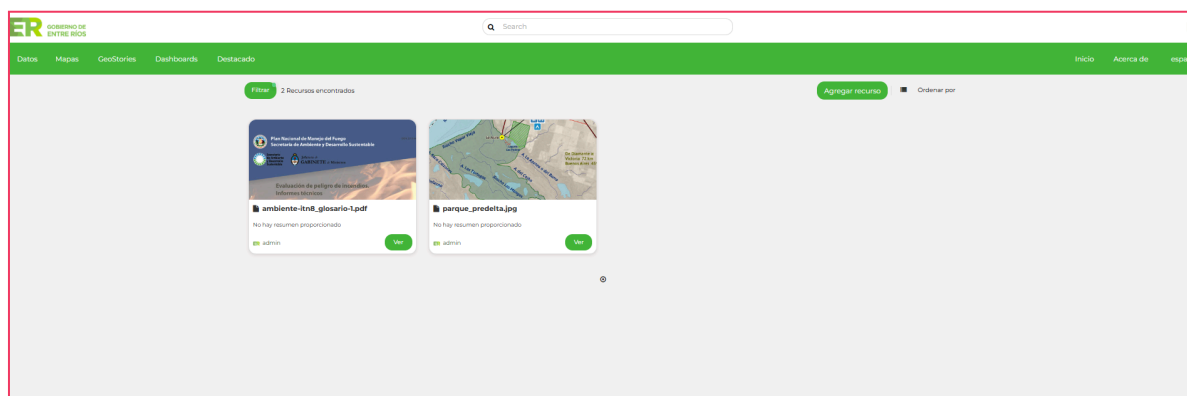 ER GOBIERNO DE
ENTRE RÍOS
Search
Datos Mapas GeoStories Dashboards Destacado Inicio Acerca de espa
Filtrar 2 Recursos encontrados Agregar recurso Ordenar por
Plan Nacional de Manejo del Fuego
Secretaría de Ambiente y Desarrollo Sustentable
Evaluación de peligro de incendios.
Informes técnicos
ambiente-itn8_glosario-1.pdf
No hay resumen proporcionado
admin Ver
parque_predelta.jpg
No hay resumen proporcionado
admin Ver